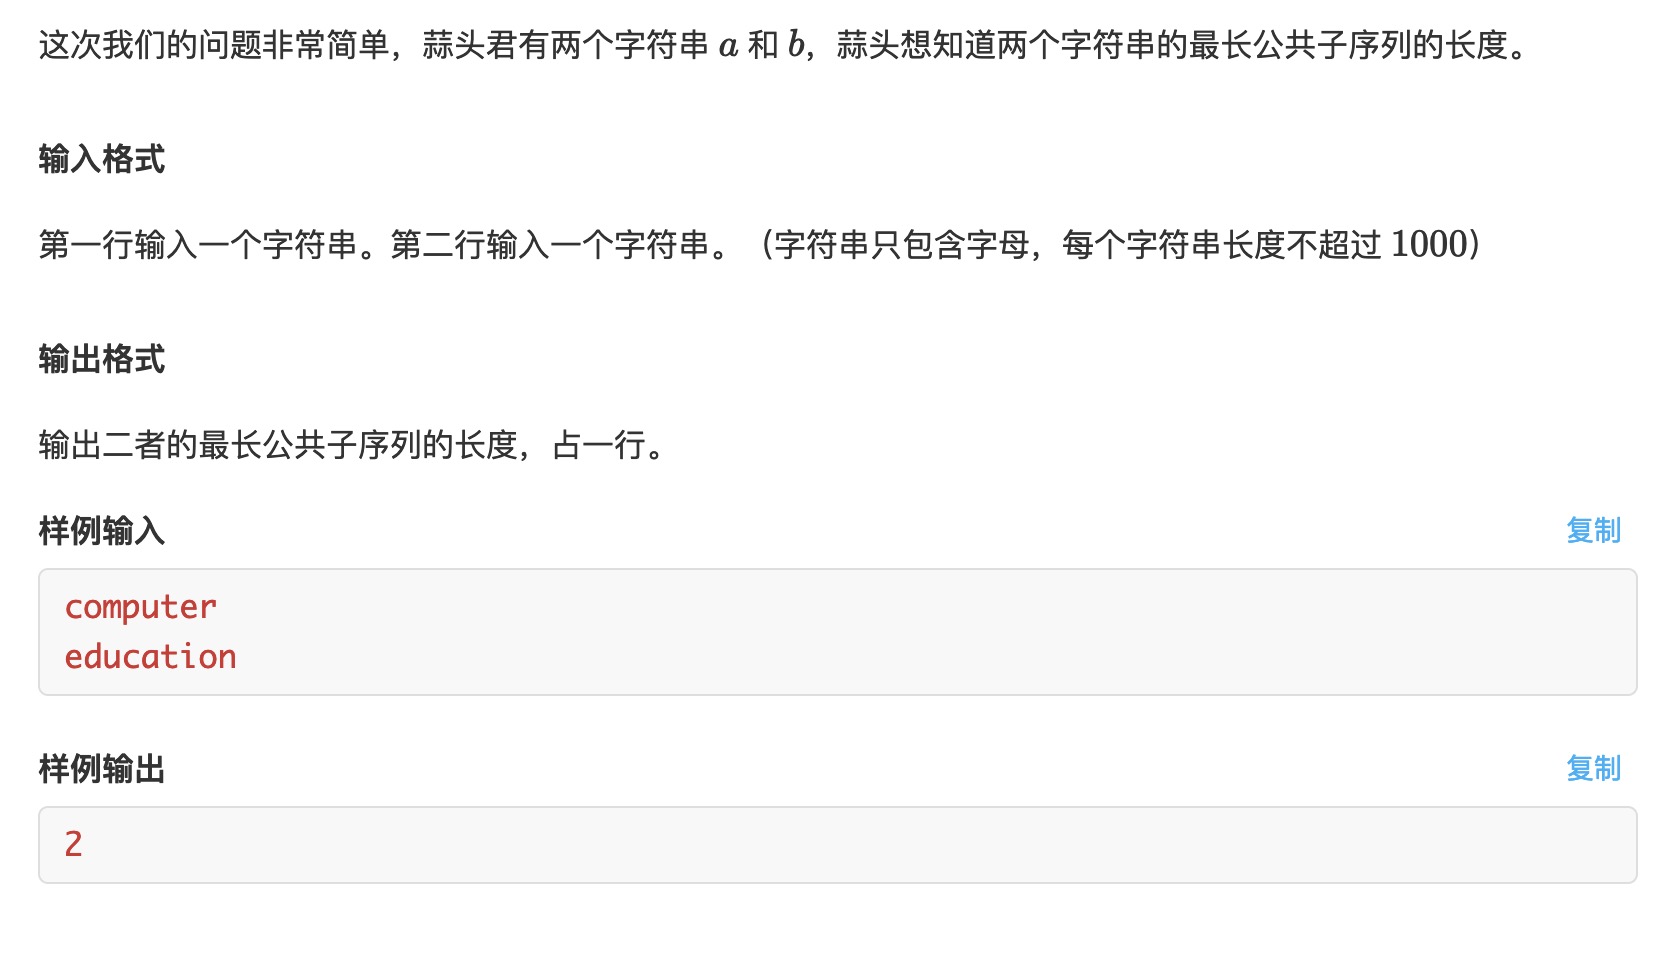 这次我们的问题非常简单，蒜头君有两个字符串 a 和 b，蒜头想知道两个字符串的最长公共子序列的长度。
输入格式
第一行输入一个字符串。第二行输入一个字符串。（字符串只包含字母，每个字符串长度不超过 1000）
输出格式
输出二者的最长公共子序列的长度，占一行。
样例输入
复制
computer
education
样例输出
复制
2